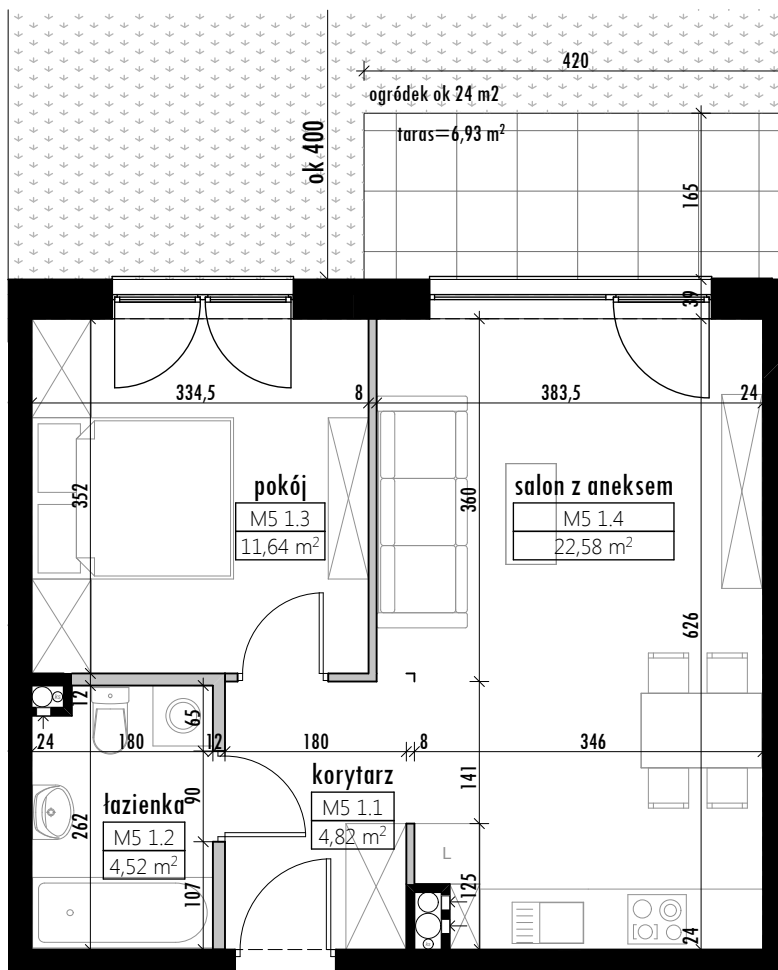 420
ogródek ok 24 m2
taras=6,93 m²
ok 400
165
39
334,5
8
383,5
24
352
pokój
M5 1.3
11,64 m²
360
salon z aneksem
M5 1.4
22,58 m²
626
12
65
24
180
12
180
8
346
korytarz
M5 1.1
4,82 m²
141
łazienka
M5 1.2
4,52 m²
90
262
L
107
125
24